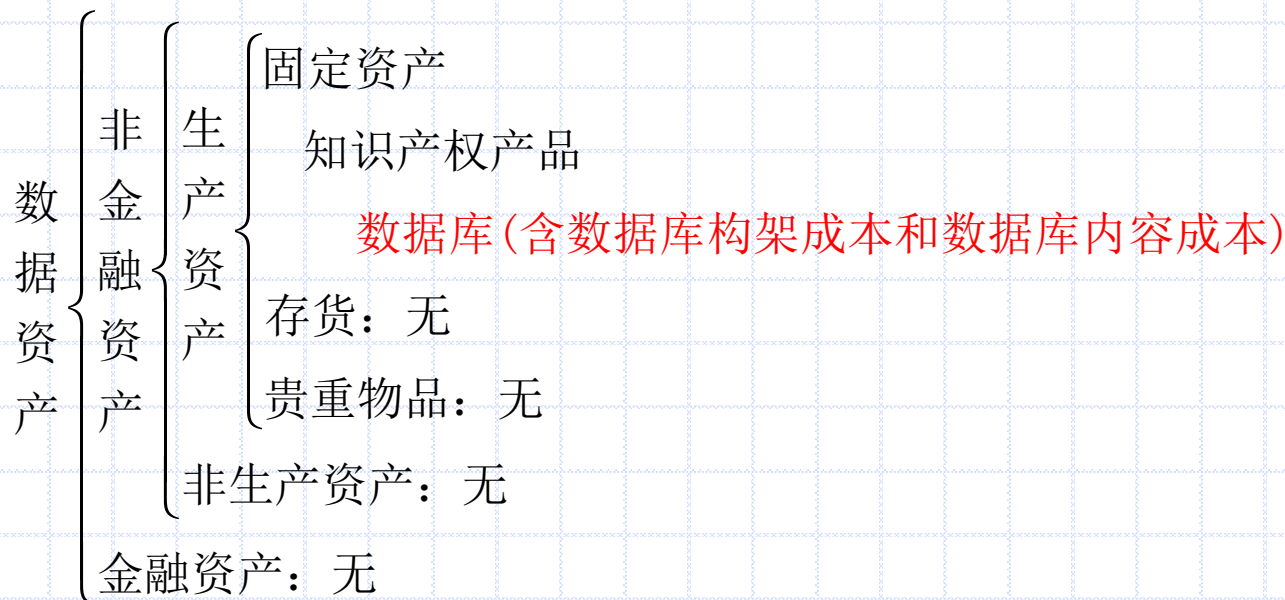 数据资产
非金融资产
生产资产
固定资产
知识产权产品
数据库(含数据库构架成本和数据库内容成本)
存货：无
贵重物品：无
非生产资产：无
金融资产：无